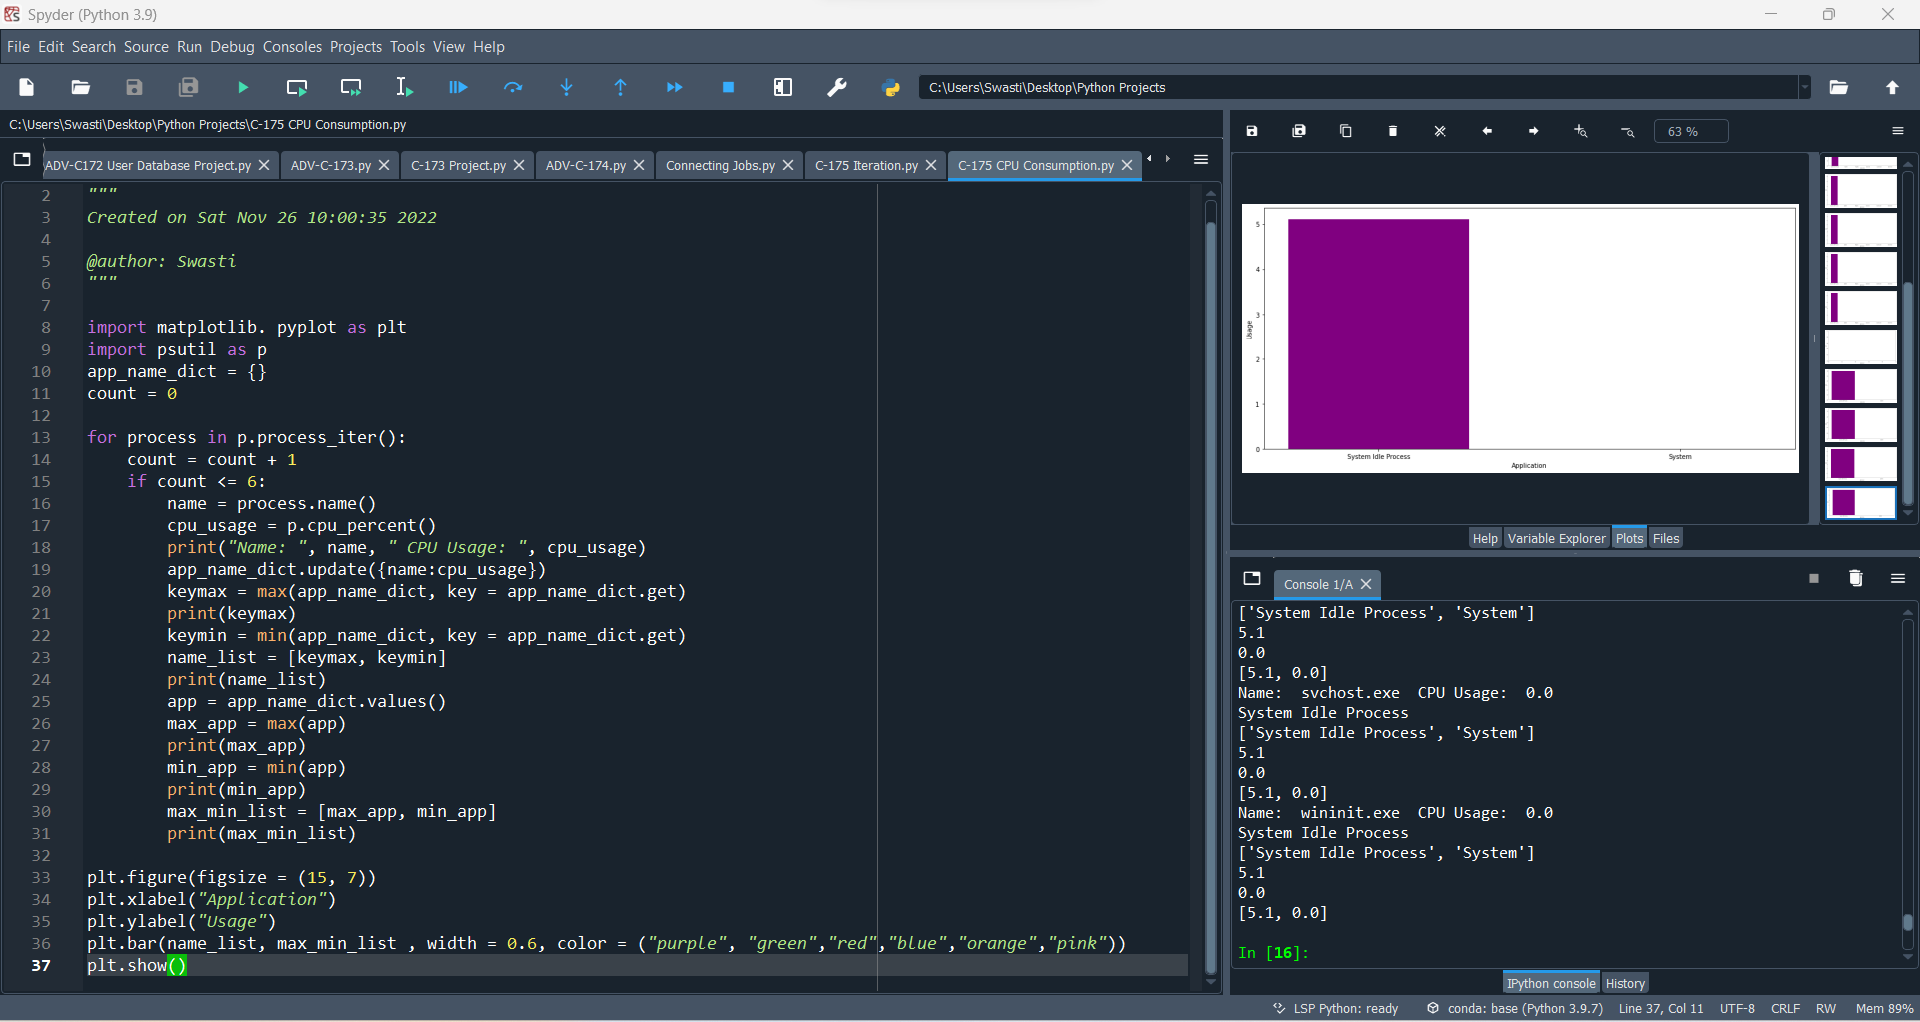 Spyder (Python 3.9)
File Edit Search Source Run Debug Consoles Projects Tools View Help
C:\Users\Swasti\Desktop\Python Projects
C:\Users\Swasti\Desktop\Python Projects\C-175 CPU Consumption.py
ADV-C172 User Database Project.py ADV-C-173.py C-173 Project.py ADV-C-174.py Connecting Jobs.py C-175 Iteration.py C-175 CPU Consumption.py
2 """
3 Created on Sat Nov 26 10:00:35 2022
4
5 @author: Swasti
6 """
7
8 import matplotlib. pyplot as plt
9 import psutil as p
10 app_name_dict = {}
11 count = 0
12
13 for process in p.process_iter():
14     count = count + 1
15     if count <= 6:
16         name = process.name()
17         cpu_usage = p.cpu_percent()
18         print("Name: ", name, " CPU Usage: ", cpu_usage)
19         app_name_dict.update({name:cpu_usage})
20         keymax = max(app_name_dict, key = app_name_dict.get)
21         print(keymax)
22         keymin = min(app_name_dict, key = app_name_dict.get)
23         name_list = [keymax, keymin]
24         print(name_list)
25         app = app_name_dict.values()
26         max_app = max(app)
27         print(max_app)
28         min_app = min(app)
29         print(min_app)
30         max_min_list = [max_app, min_app]
31         print(max_min_list)
32
33 plt.figure(figsize = (15, 7))
34 plt.xlabel("Application")
35 plt.ylabel("Usage")
36 plt.bar(name_list, max_min_list , width = 0.6, color = ("purple", "green","red","blue","orange","pink"))
37 plt.show()
63 %
5
4
3
Usage
2
1
0
System Idle Process System
Application
Help Variable Explorer Plots Files
Console 1/A
['System Idle Process', 'System']
5.1
0.0
[5.1, 0.0]
Name:  svchost.exe  CPU Usage:  0.0
System Idle Process
['System Idle Process', 'System']
5.1
0.0
[5.1, 0.0]
Name:  wininit.exe  CPU Usage:  0.0
System Idle Process
['System Idle Process', 'System']
5.1
0.0
[5.1, 0.0]
In [16]:
IPython console History
LSP Python: ready conda: base (Python 3.9.7) Line 37, Col 11 UTF-8 CRLF RW Mem 89%